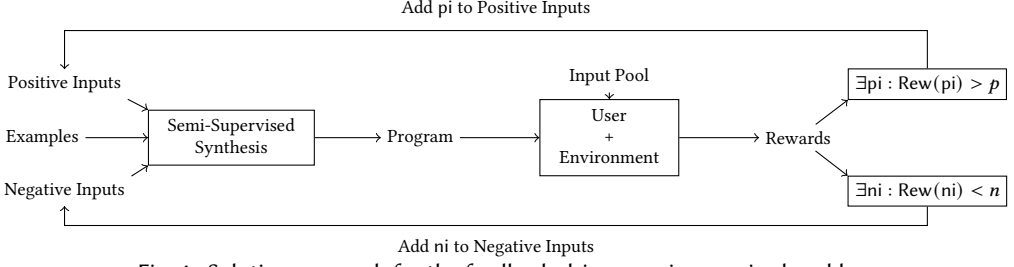 Add pi to Positive Inputs
Positive Inputs
Input Pool
∃pi : Rew(pi) > p
Examples
Semi-Supervised
Synthesis
Program
User
+
Environment
Rewards
Negative Inputs
∃ni : Rew(ni) < n
Add ni to Negative Inputs